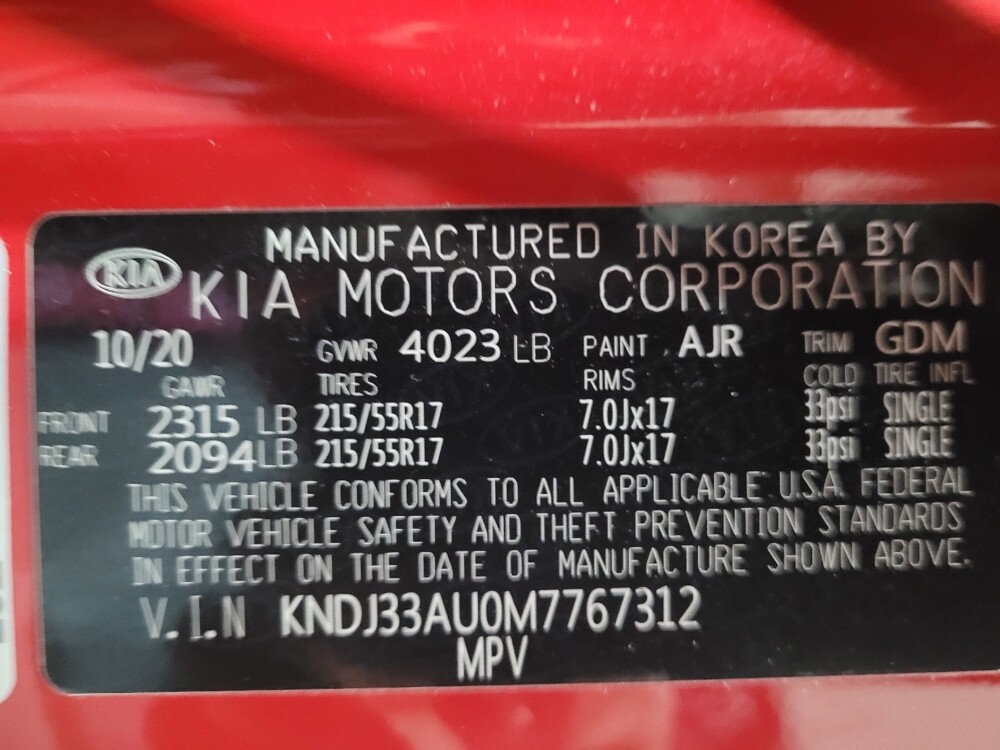 MANUFACTURED IN KOREA BY
KIA KIA MOTORS CORPORATION
10/20 GVWR 4023 LB PAINT AJR TRIM GDM
GAWR TIRES RIMS COLD TIRE INFL
FRONT 2315 LB 215/55R17 7.0Jx17 33psi SINGLE
REAR 2094LB 215/55R17 7.0Jx17 33psi SINGLE
THIS VEHICLE CONFORMS TO ALL APPLICABLE U.S.A FEDERAL
MOTOR VEHICLE SAFETY AND THEFT PREVENTION STANDARDS
IN EFFECT ON THE DATE OF MANUFACTURE SHOWN ABOVE.
V.I.N KNDJ33AU0M7767312
MPV